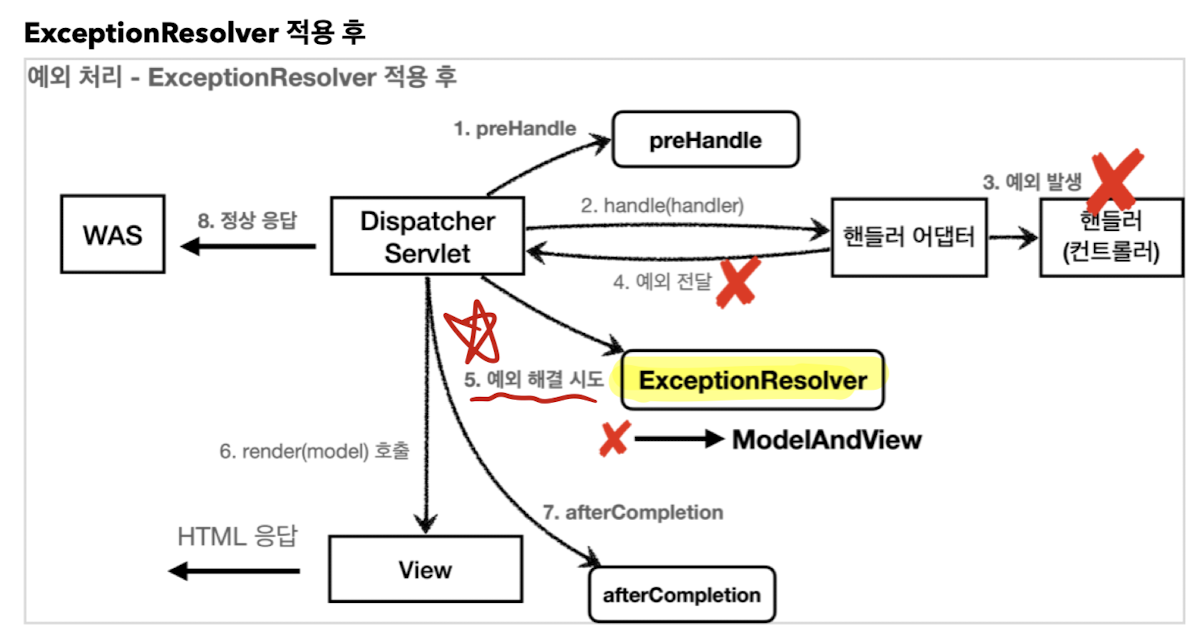 ExceptionResolver 적용 후
예외 처리 - ExceptionResolver 적용 후
1. preHandle
preHandle
3. 예외 발생
WAS
8. 정상 응답
Dispatcher
Servlet
2. handle(handler)
핸들러 어댑터
핸들러
(컨트롤러)
4. 예외 전달
5. 예외 해결 시도
ExceptionResolver
ModelAndView
6. render(model) 호출
7. afterCompletion
HTML 응답
View
afterCompletion